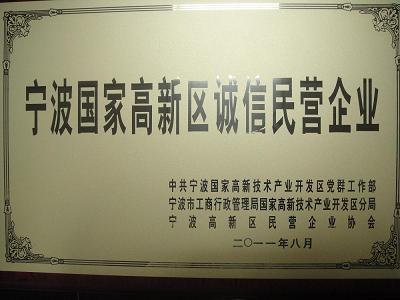 宁波国家高新区诚信民营企业
中共宁波国家高新技术产业开发区党群工作部
宁波市工商行政管理局国家高新技术产业开发区分局
宁波高新区民营企业协会
二〇一一年八月